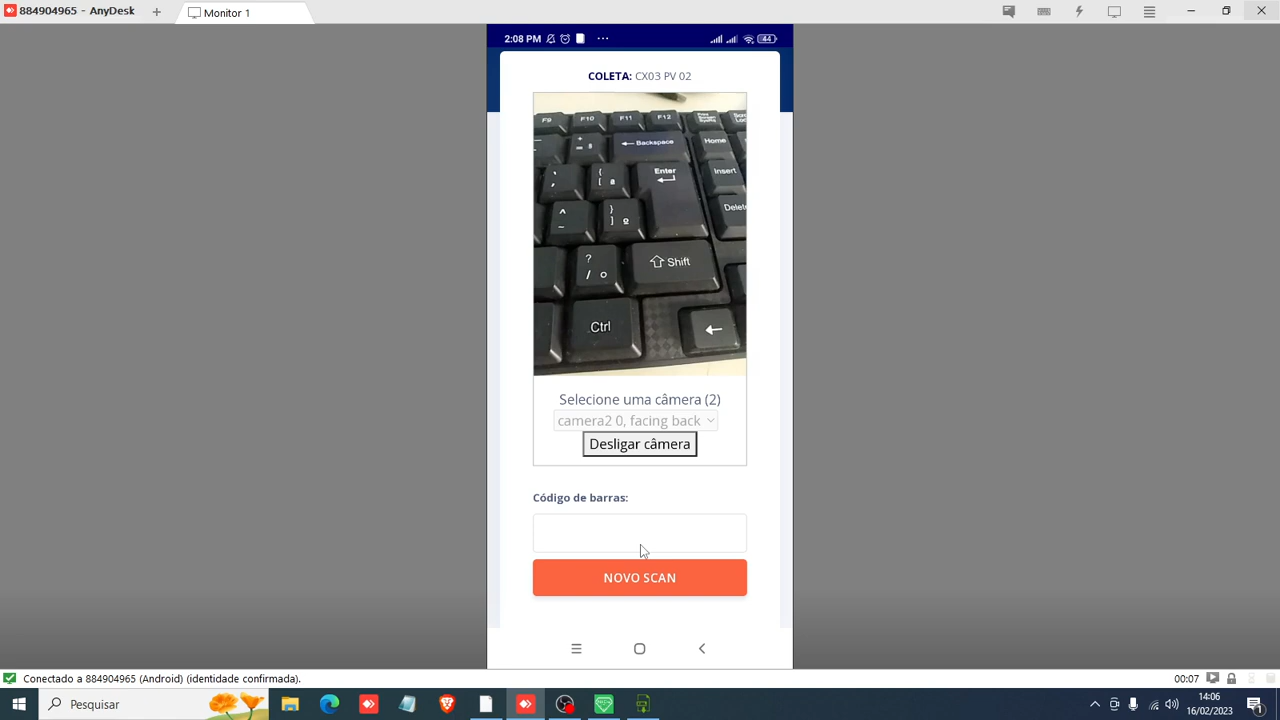 884904965 - AnyDesk
Monitor 1
2:08 PM
44
COLETA: CX03 PV 02
F9 F10 F11 F12
Backspace
Home
Enter
Insert
Delete
Shift
Ctrl
Selecione uma câmera (2)
camera2 0, facing back
Desligar câmera
Código de barras:
NOVO SCAN
Conectado a 884904965 (Android) (identidade confirmada).
00:07
Pesquisar
14:06
16/02/2023